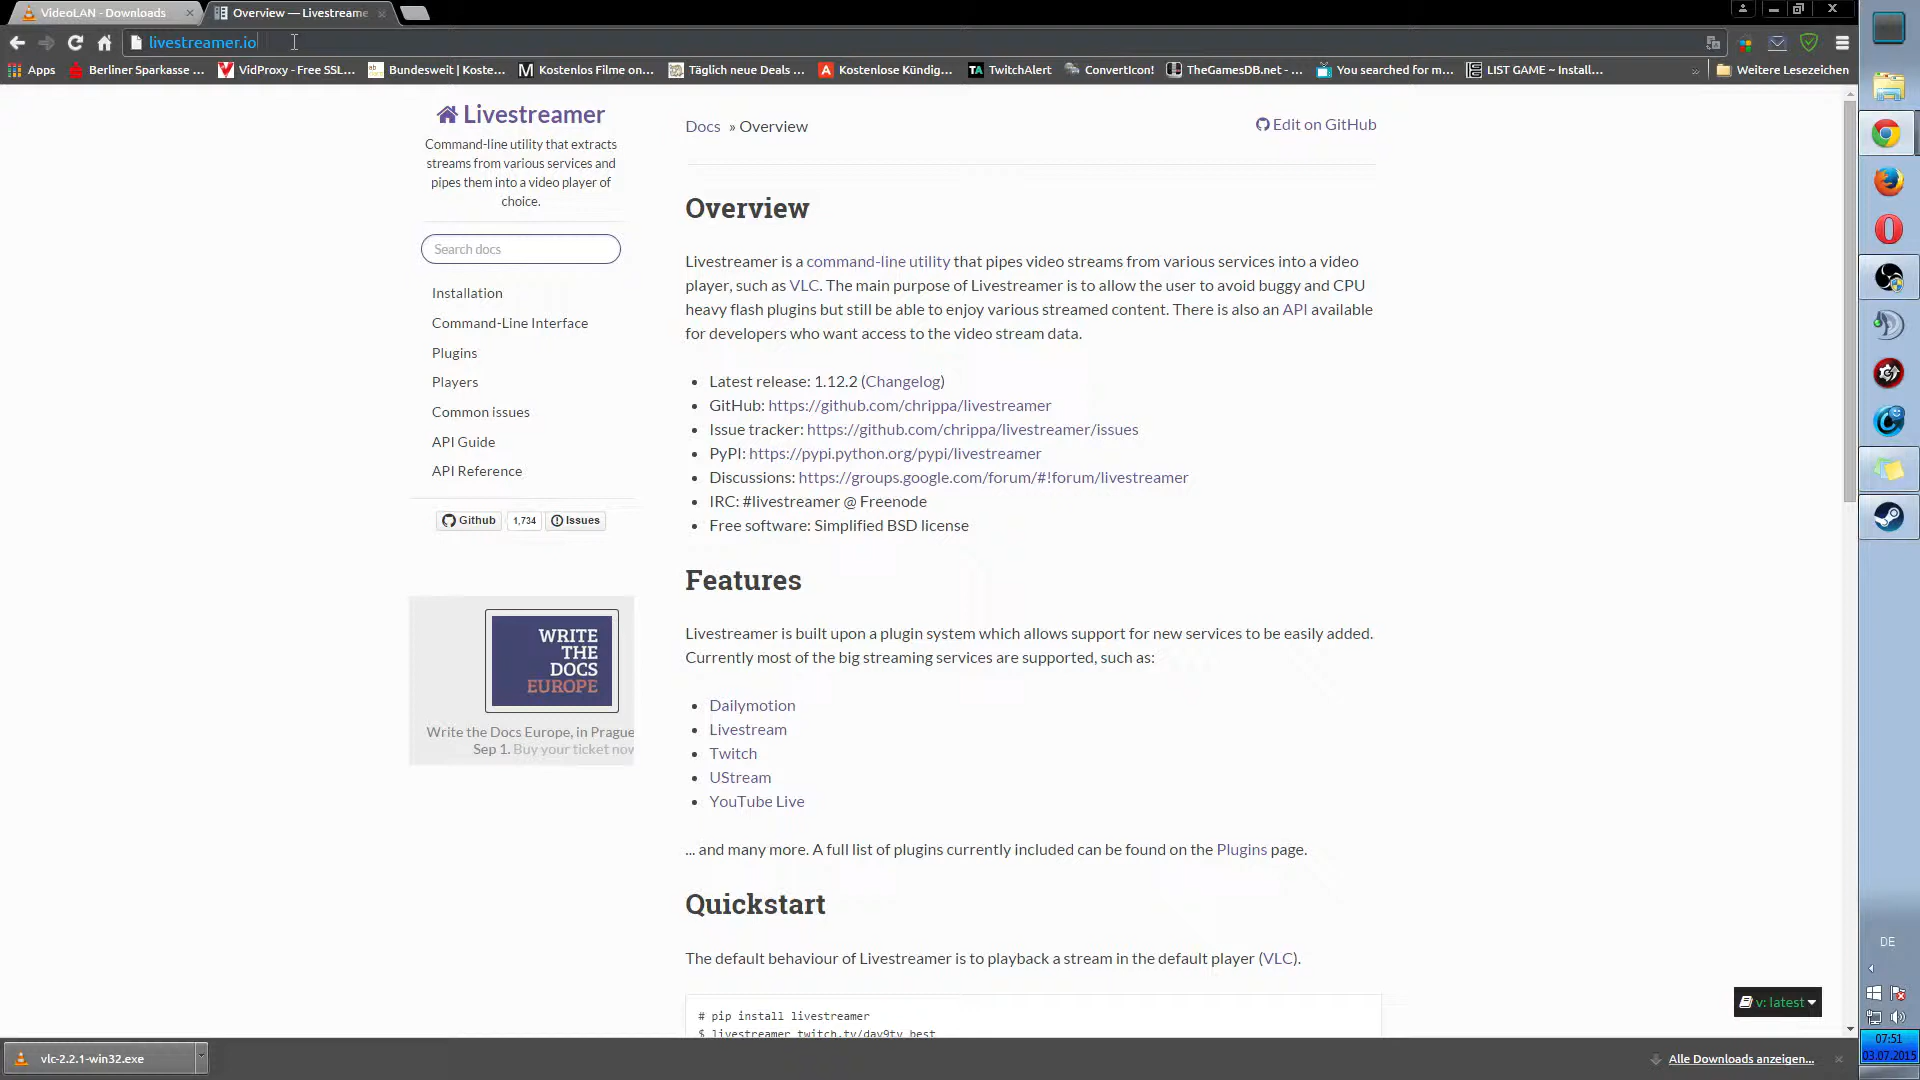 VideoLAN - Downloads
Overview — Livestreame
livestreamer.io
Apps
Berliner Sparkasse ...
VidProxy - Free SSL...
Bundesweit | Koste...
Kostenlos Filme on...
Täglich neue Deals ...
Kostenlose Kündig...
TwitchAlert
ConvertIcon!
TheGamesDB.net - ...
You searched for m...
LIST GAME ~ Install...
»
Weitere Lesezeichen
Livestreamer
Command-line utility that extracts
streams from various services and
pipes them into a video player of
choice.
Search docs
Installation
Command-Line Interface
Plugins
Players
Common issues
API Guide
API Reference
Github
1,734
Issues
WRITE
THE
DOCS
EUROPE
Write the Docs Europe, in Prague
Sep 1. Buy your ticket now
Docs » Overview
Edit on GitHub
Overview
Livestreamer is a command-line utility that pipes video streams from various services into a video
player, such as VLC. The main purpose of Livestreamer is to allow the user to avoid buggy and CPU
heavy flash plugins but still be able to enjoy various streamed content. There is also an API available
for developers who want access to the video stream data.
• Latest release: 1.12.2 (Changelog)
• GitHub: https://github.com/chrippa/livestreamer
• Issue tracker: https://github.com/chrippa/livestreamer/issues
• PyPI: https://pypi.python.org/pypi/livestreamer
• Discussions: https://groups.google.com/forum/#!forum/livestreamer
• IRC: #livestreamer @ Freenode
• Free software: Simplified BSD license
Features
Livestreamer is built upon a plugin system which allows support for new services to be easily added.
Currently most of the big streaming services are supported, such as:
• Dailymotion
• Livestream
• Twitch
• UStream
• YouTube Live
... and many more. A full list of plugins currently included can be found on the Plugins page.
Quickstart
The default behaviour of Livestreamer is to playback a stream in the default player (VLC).
# pip install livestreamer
$ livestreamer twitch.tv/day9tv best
v: latest
vlc-2.2.1-win32.exe
Alle Downloads anzeigen...
DE
07:51
03.07.2015